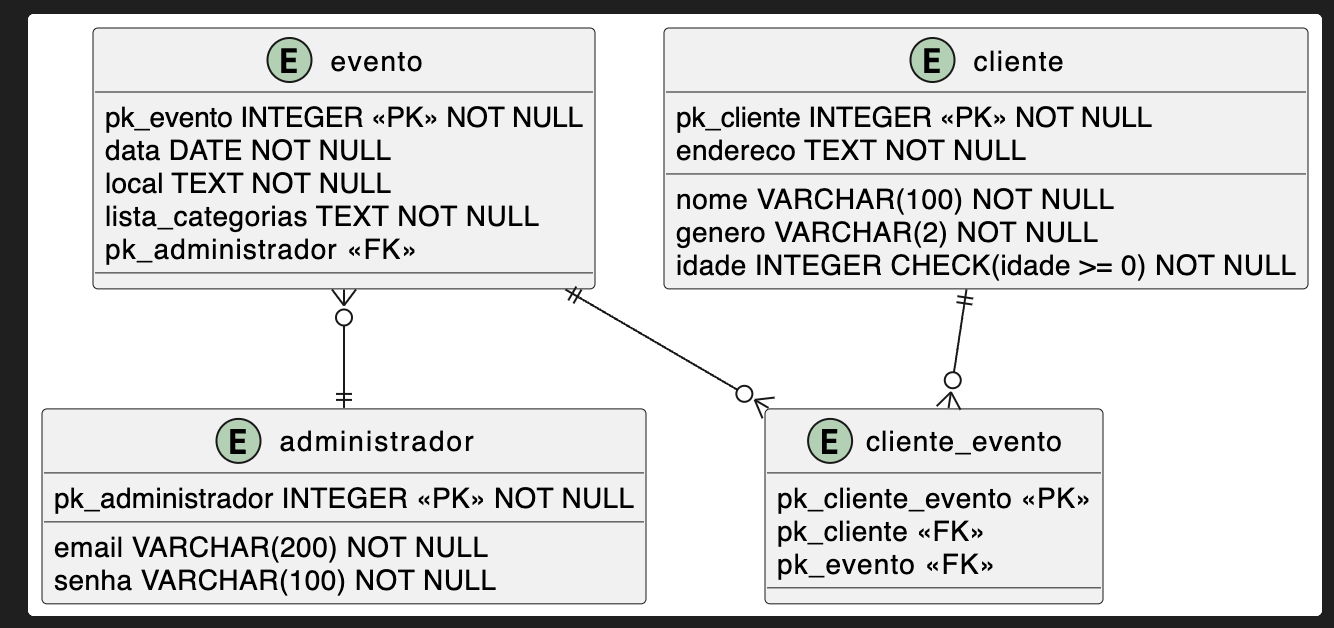 E evento
pk_evento INTEGER «PK» NOT NULL
data DATE NOT NULL
local TEXT NOT NULL
lista_categorias TEXT NOT NULL
pk_administrador «FK»
E cliente
pk_cliente INTEGER «PK» NOT NULL
endereco TEXT NOT NULL
nome VARCHAR(100) NOT NULL
genero VARCHAR(2) NOT NULL
idade INTEGER CHECK(idade >= 0) NOT NULL
E administrador
pk_administrador INTEGER «PK» NOT NULL
email VARCHAR(200) NOT NULL
senha VARCHAR(100) NOT NULL
E cliente_evento
pk_cliente_evento «PK»
pk_cliente «FK»
pk_evento «FK»